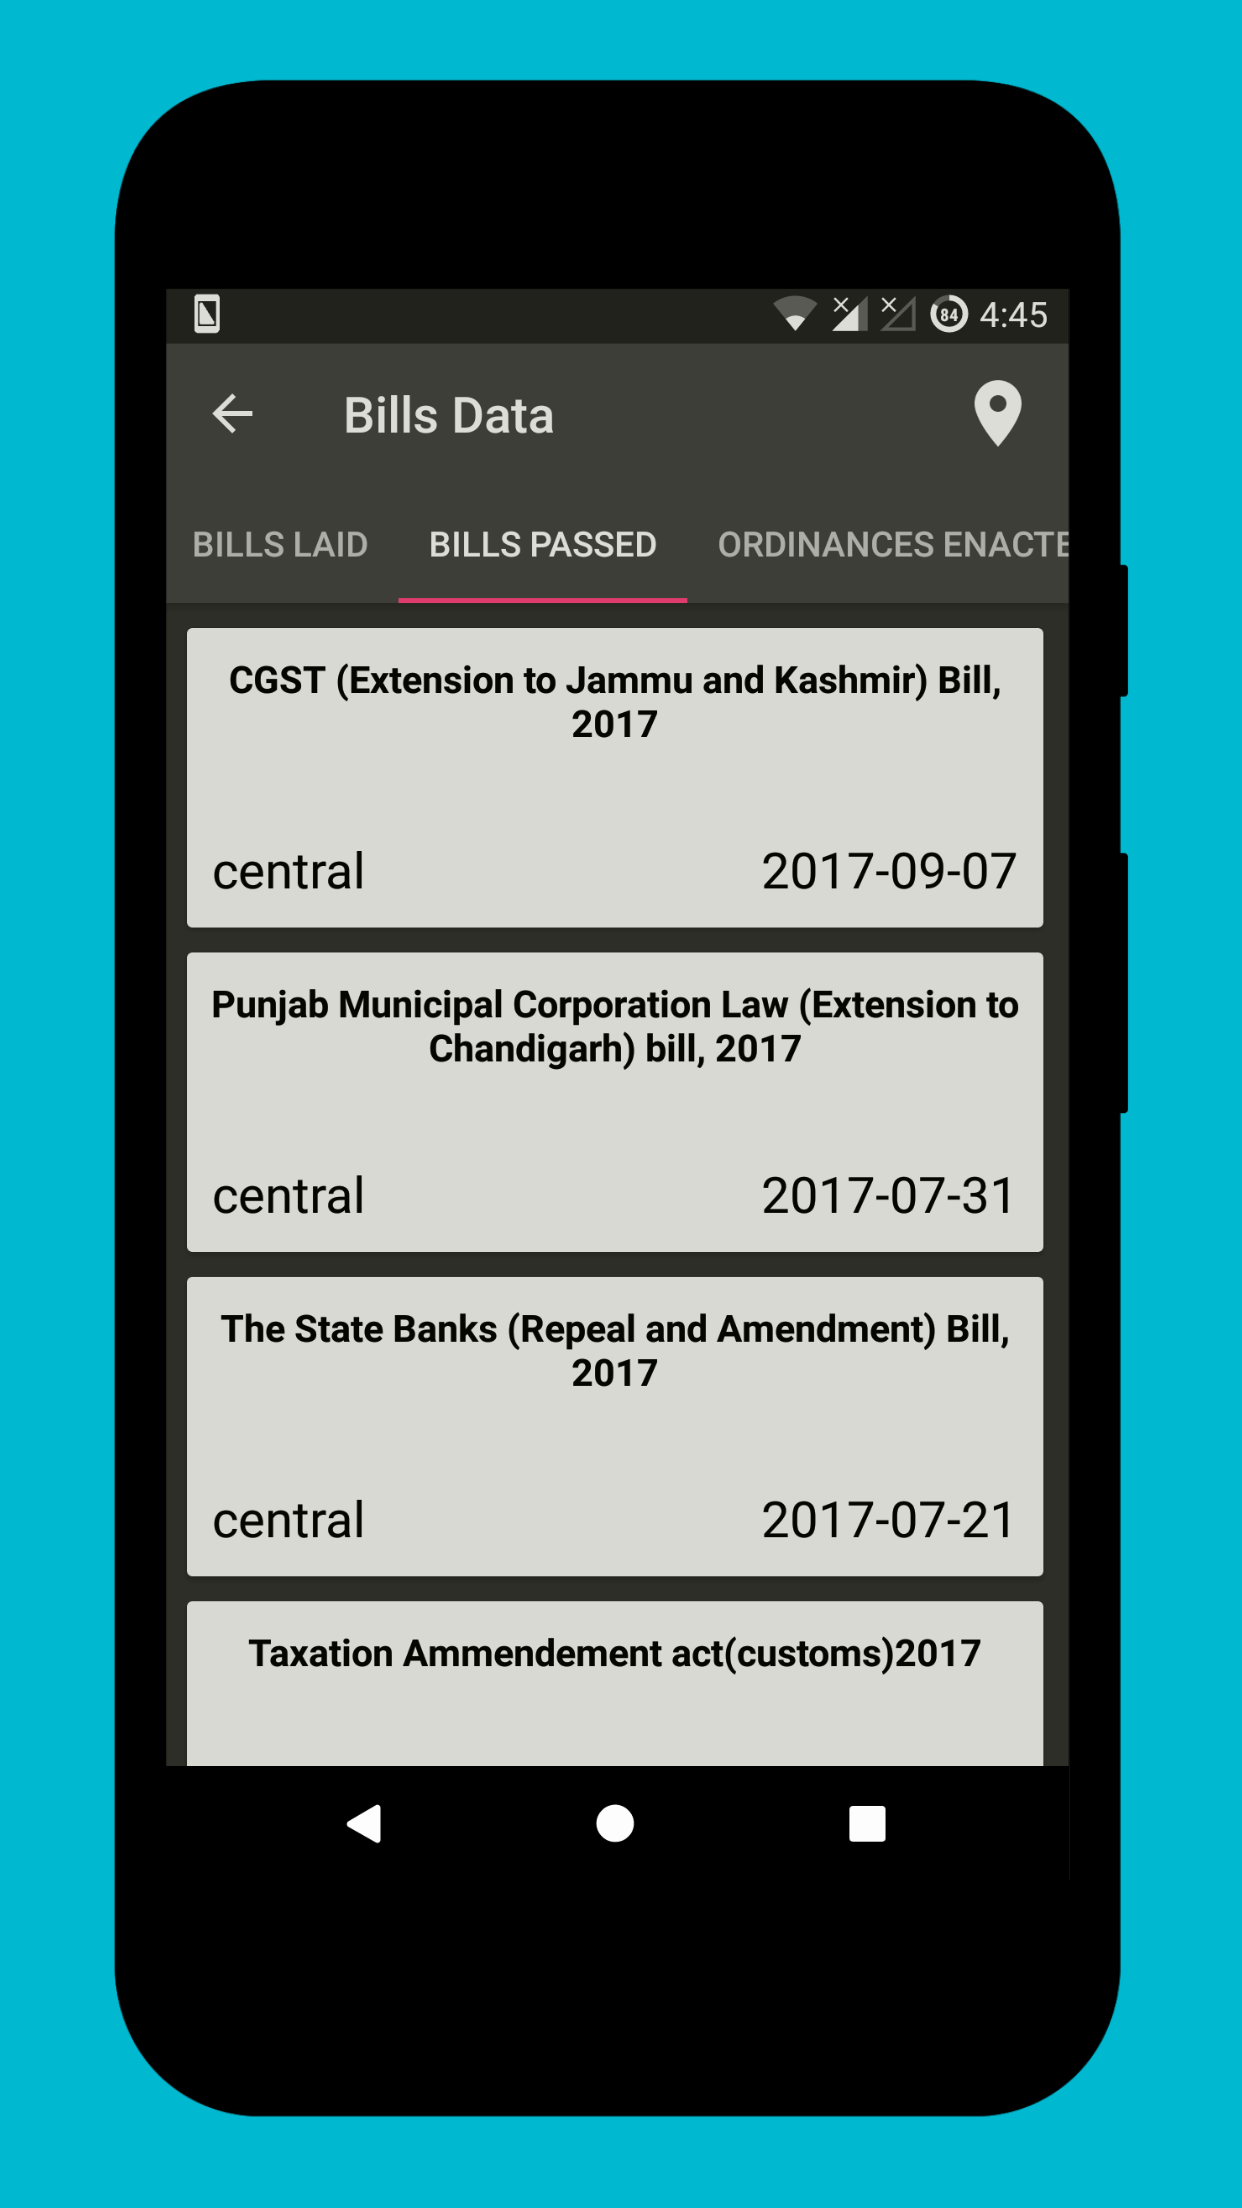 84 4:45
Bills Data
BILLS LAID BILLS PASSED ORDINANCES ENACTE
CGST (Extension to Jammu and Kashmir) Bill,
2017
central 2017-09-07
Punjab Municipal Corporation Law (Extension to
Chandigarh) bill, 2017
central 2017-07-31
The State Banks (Repeal and Amendment) Bill,
2017
central 2017-07-21
Taxation Ammendement act(customs)2017